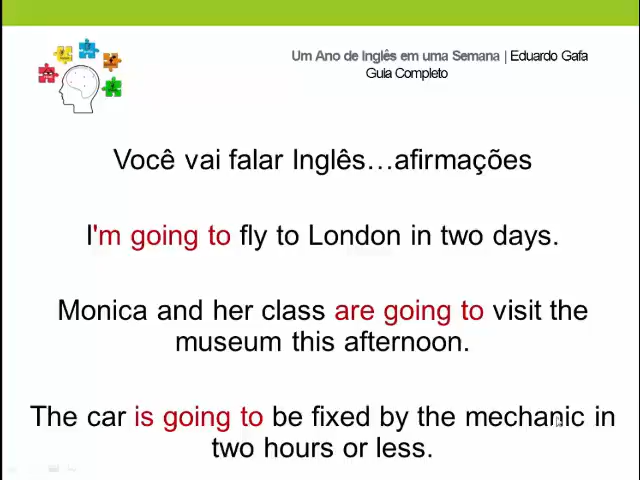 Um Ano de Inglês em uma Semana | Eduardo Gafa
Guia Completo
Você vai falar Inglês…afirmações
I'm going to fly to London in two days.
Monica and her class are going to visit the
museum this afternoon.
The car is going to be fixed by the mechanic in
two hours or less.